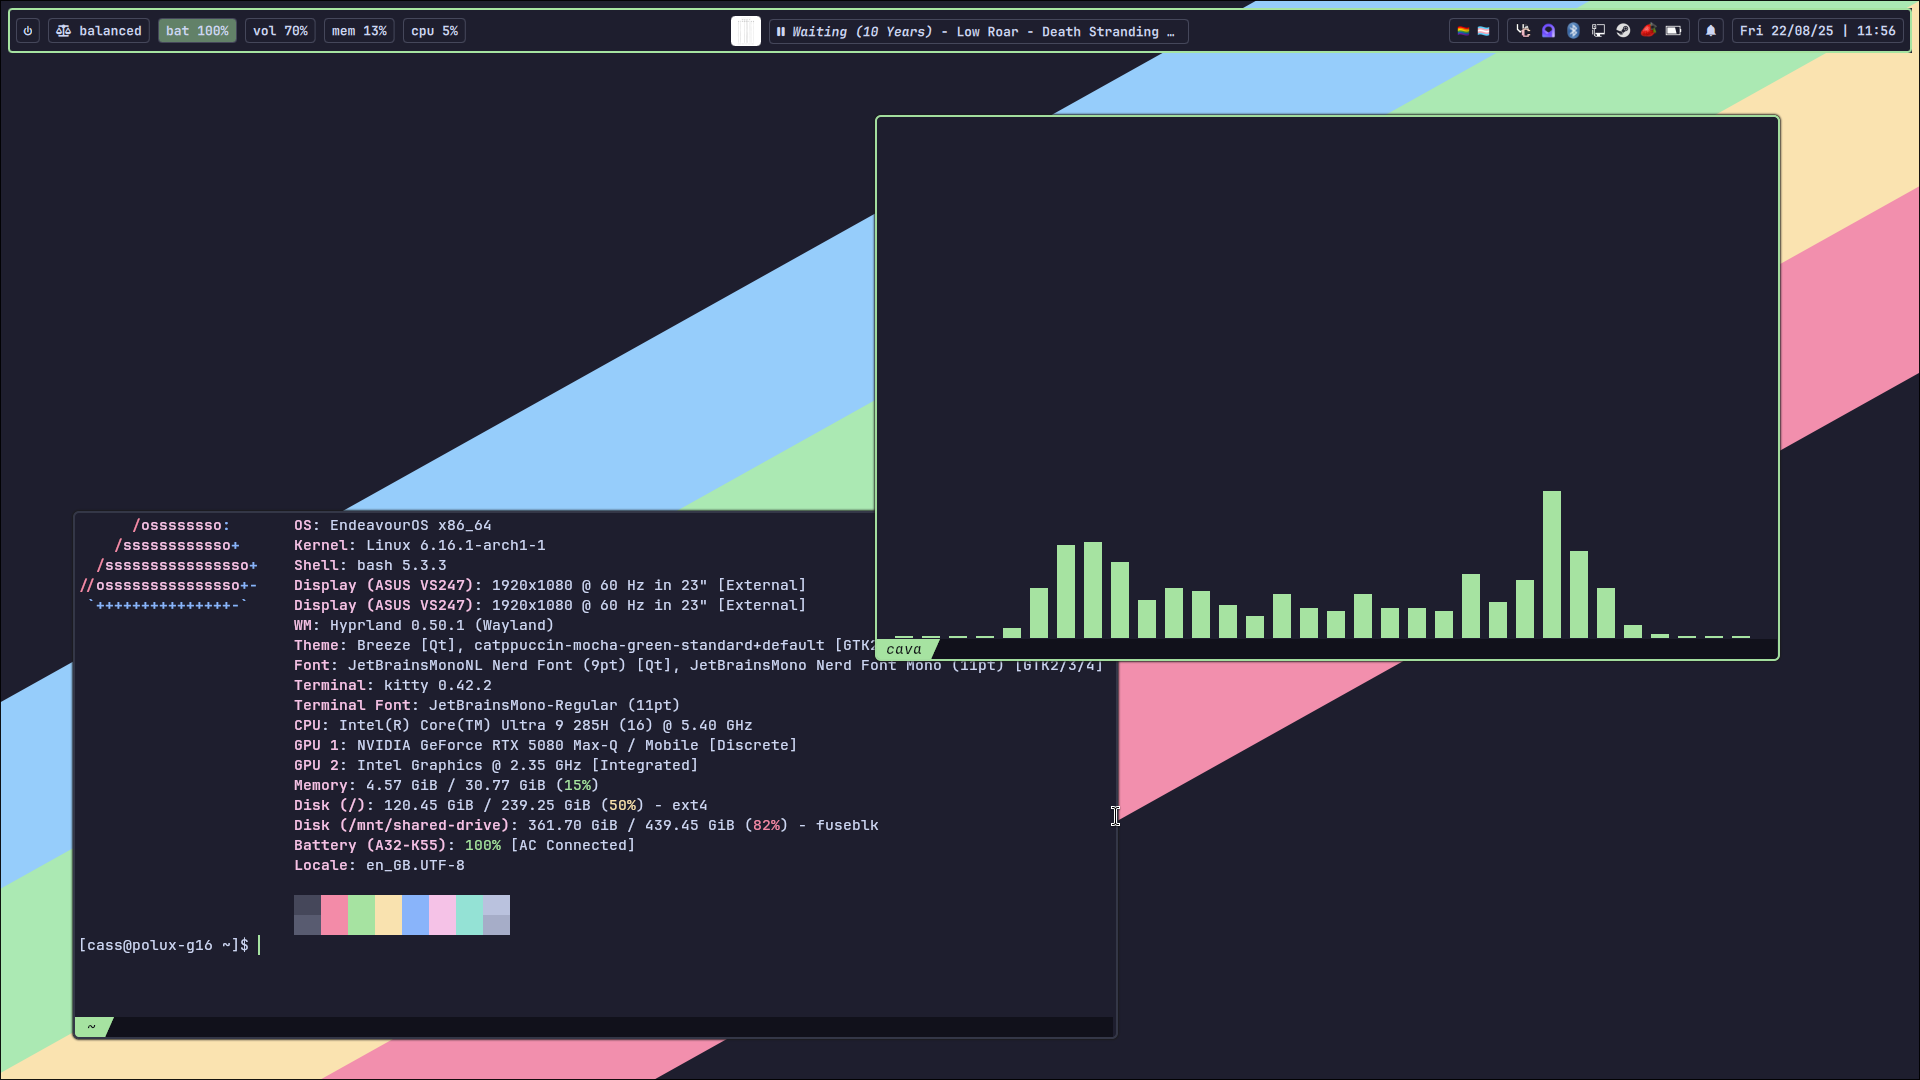 balanced bat 100% vol 70% mem 13% cpu 5% Waiting (10 Years) - Low Roar - Death Stranding … Fri 22/08/25 | 11:56
cava
/osssssso: OS: EndeavourOS x86_64
/ssssssssssso+ Kernel: Linux 6.16.1-arch1-1
/ssssssssssssssso+ Shell: bash 5.3.3
//osssssssssssssso+- Display (ASUS VS247): 1920x1080 @ 60 Hz in 23" [External]
`+++++++++++++++-` Display (ASUS VS247): 1920x1080 @ 60 Hz in 23" [External]
WM: Hyprland 0.50.1 (Wayland)
Theme: Breeze [Qt], catppuccin-mocha-green-standard+default [GTK2
Font: JetBrainsMonoNL Nerd Font (9pt) [Qt], JetBrainsMono Nerd Font Mono (11pt) [GTK2/3/4]
Terminal: kitty 0.42.2
Terminal Font: JetBrainsMono-Regular (11pt)
CPU: Intel(R) Core(TM) Ultra 9 285H (16) @ 5.40 GHz
GPU 1: NVIDIA GeForce RTX 5080 Max-Q / Mobile [Discrete]
GPU 2: Intel Graphics @ 2.35 GHz [Integrated]
Memory: 4.57 GiB / 30.77 GiB (15%)
Disk (/): 120.45 GiB / 239.25 GiB (50%) - ext4
Disk (/mnt/shared-drive): 361.70 GiB / 439.45 GiB (82%) - fuseblk
Battery (A32-K55): 100% [AC Connected]
Locale: en_GB.UTF-8
[cass@polux-g16 ~]$
~